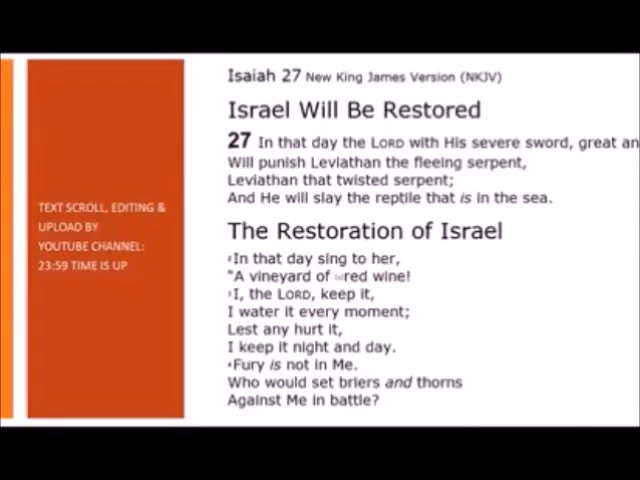 TEXT SCROLL, EDITING &
UPLOAD BY
YOUTUBE CHANNEL:
23:59 TIME IS UP
Isaiah 27 New King James Version (NKJV)
Israel Will Be Restored
27 In that day the LORD with His severe sword, great an
Will punish Leviathan the fleeing serpent,
Leviathan that twisted serpent;
And He will slay the reptile that is in the sea.
The Restoration of Israel
2 In that day sing to her,
"A vineyard of red wine!
3 I, the LORD, keep it,
I water it every moment;
Lest any hurt it,
I keep it night and day.
4 Fury is not in Me.
Who would set briers and thorns
Against Me in battle?